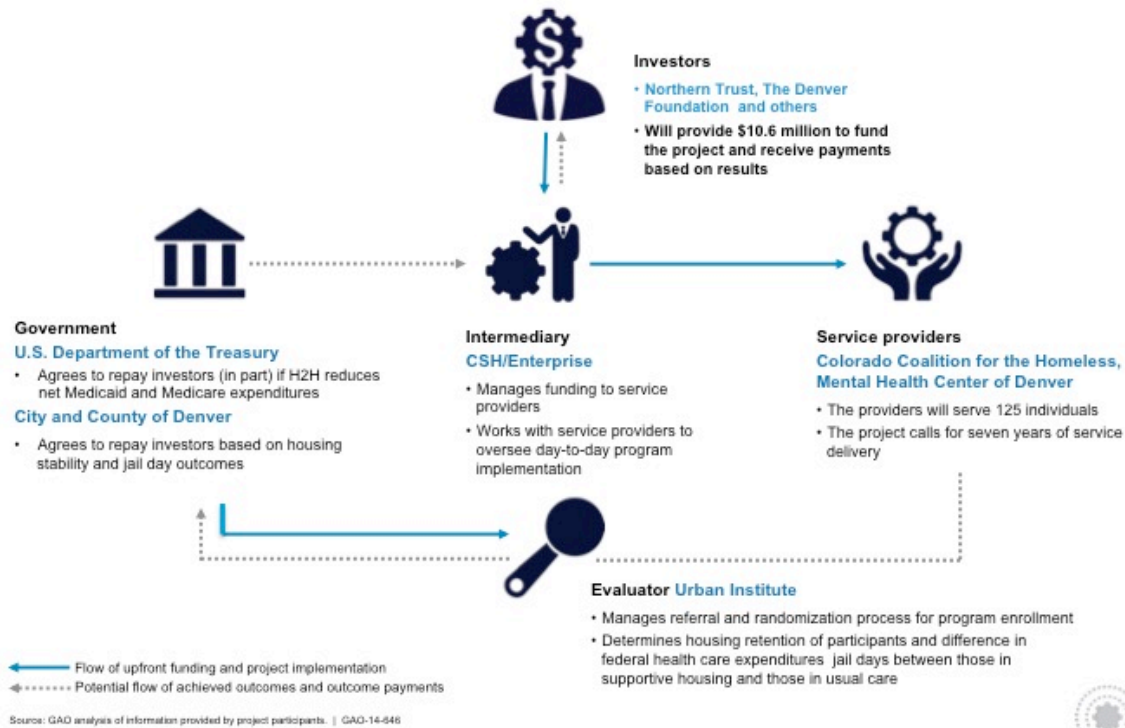 $
Investors
• Northern Trust, The Denver
Foundation and others
• Will provide $10.6 million to fund
the project and receive payments
based on results
Government
U.S. Department of the Treasury
• Agrees to repay investors (in part) if H2H reduces
net Medicaid and Medicare expenditures
City and County of Denver
• Agrees to repay investors based on housing
stability and jail day outcomes
Intermediary
CSH/Enterprise
• Manages funding to service
providers
• Works with service providers to
oversee day-to-day program
implementation
Service providers
Colorado Coalition for the Homeless,
Mental Health Center of Denver
• The providers will serve 125 individuals
• The project calls for seven years of service
delivery
Evaluator Urban Institute
• Manages referral and randomization process for program enrollment
• Determines housing retention of participants and difference in
federal health care expenditures jail days between those in
supportive housing and those in usual care
Flow of upfront funding and project implementation
Potential flow of achieved outcomes and outcome payments
Source: GAO analysis of information provided by project participants. | GAO-14-646